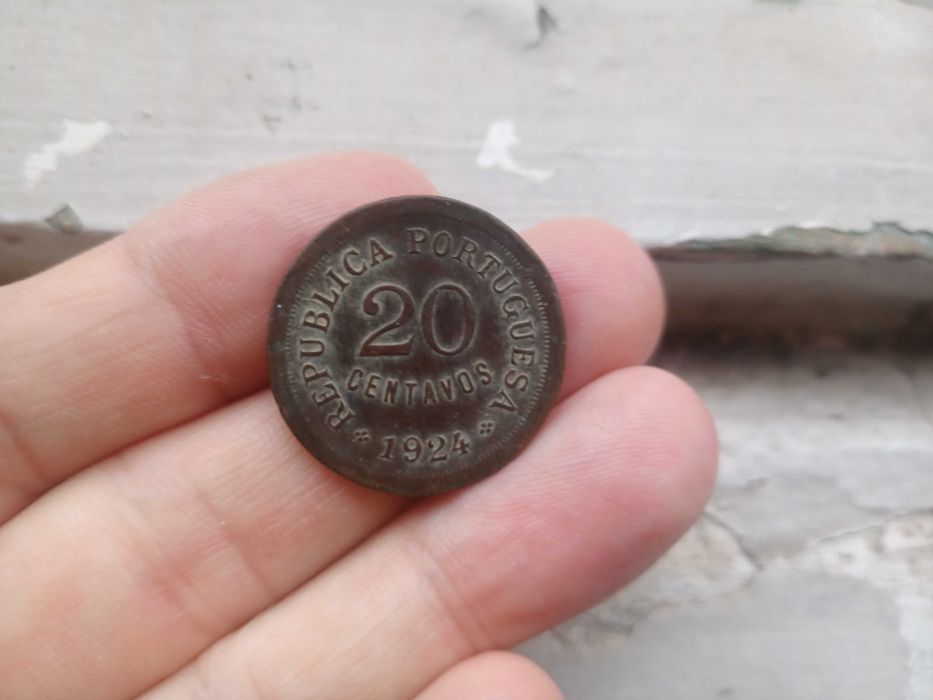 REPUBLICA PORTUGUESA
20
CENTAVOS
1924